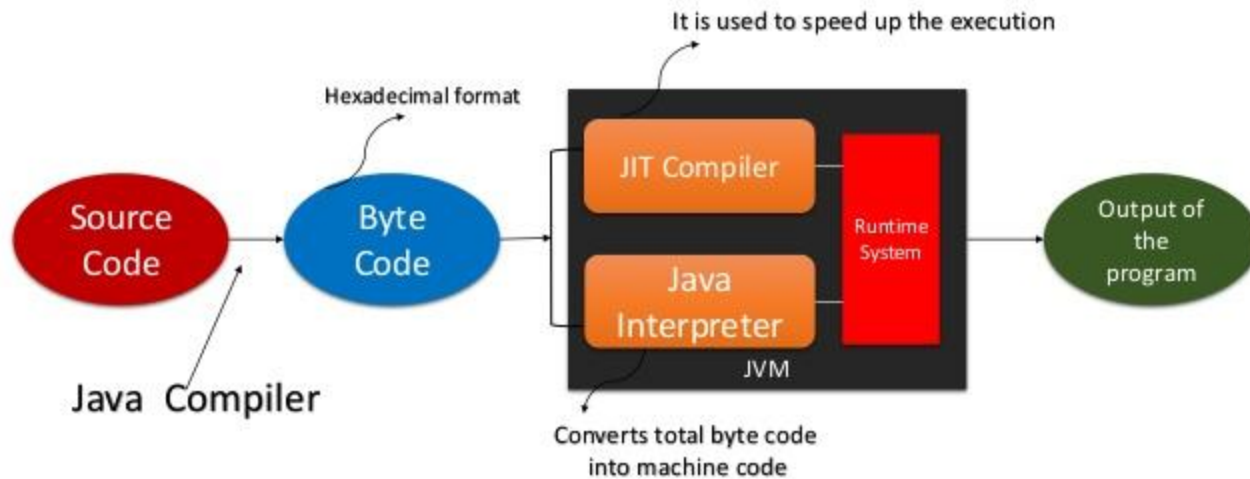 It is used to speed up the execution
Hexadecimal format
Source
Code
Byte
Code
JIT Compiler
Java
Interpreter
Runtime
System
JVM
Output of
the
program
Java Compiler
Converts total byte code
into machine code